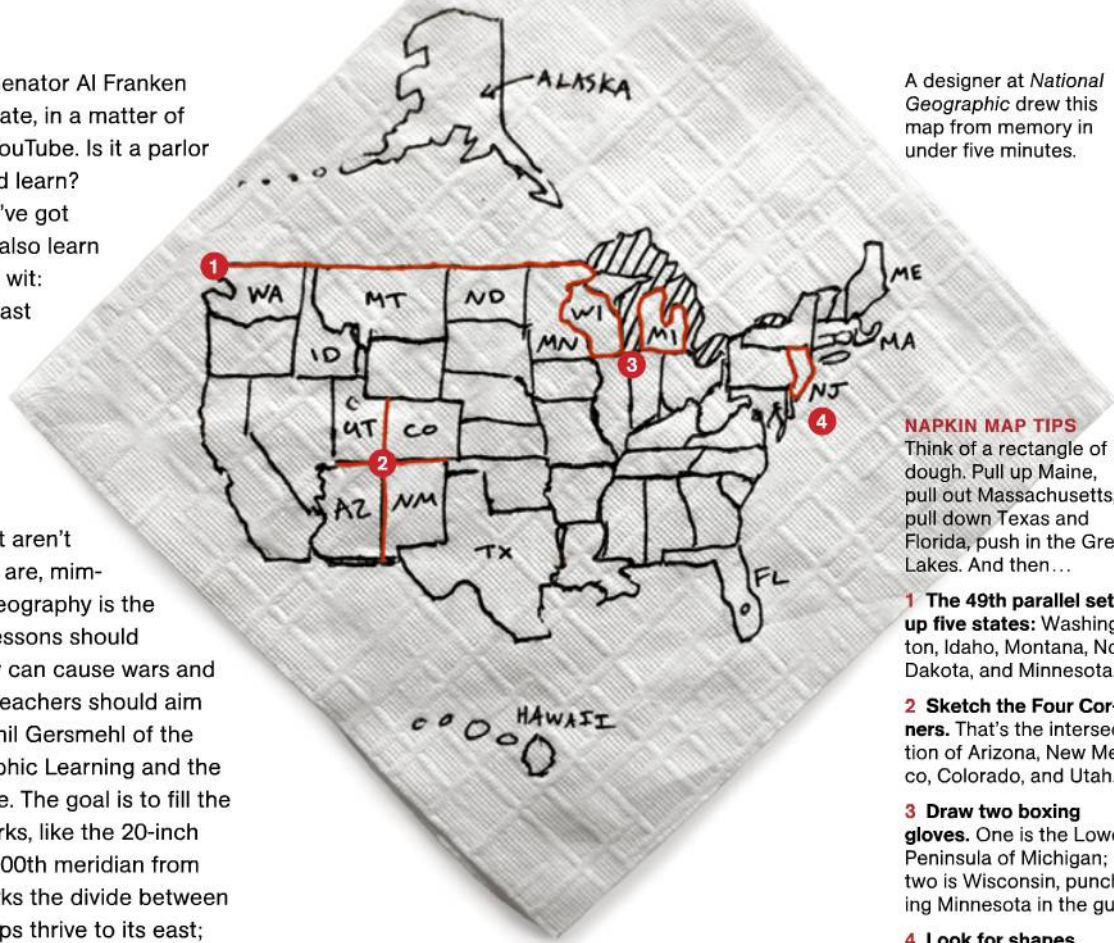 enator Al Franken
ate, in a matter of
ouTube. Is it a parlor
d learn?
've got
also learn
wit:
ast
t aren't
are, mim-
eography is the
essons should
can cause wars and
eachers should aim
il Gersmehl of the
phic Learning and the
e. The goal is to fill the
rks, like the 20-inch
00th meridian from
ks the divide between
ps thrive to its east;
ALASKA
1
WA
MT
ND
WI
MN
MI
ID
3
ME
MA
NJ
4
UT
CO
2
AZ
NM
TX
FL
HAWAII
A designer at National
Geographic drew this
map from memory in
under five minutes.
NAPKIN MAP TIPS
Think of a rectangle of
dough. Pull up Maine,
pull out Massachusetts,
pull down Texas and
Florida, push in the Gre
Lakes. And then...
1 The 49th parallel set
up five states: Washing
ton, Idaho, Montana, No
Dakota, and Minnesota
2 Sketch the Four Cor-
ners. That's the intersec
tion of Arizona, New Me
co, Colorado, and Utah.
3 Draw two boxing
gloves. One is the Lowe
Peninsula of Michigan;
two is Wisconsin, punch
ing Minnesota in the gu
4 Look for shapes